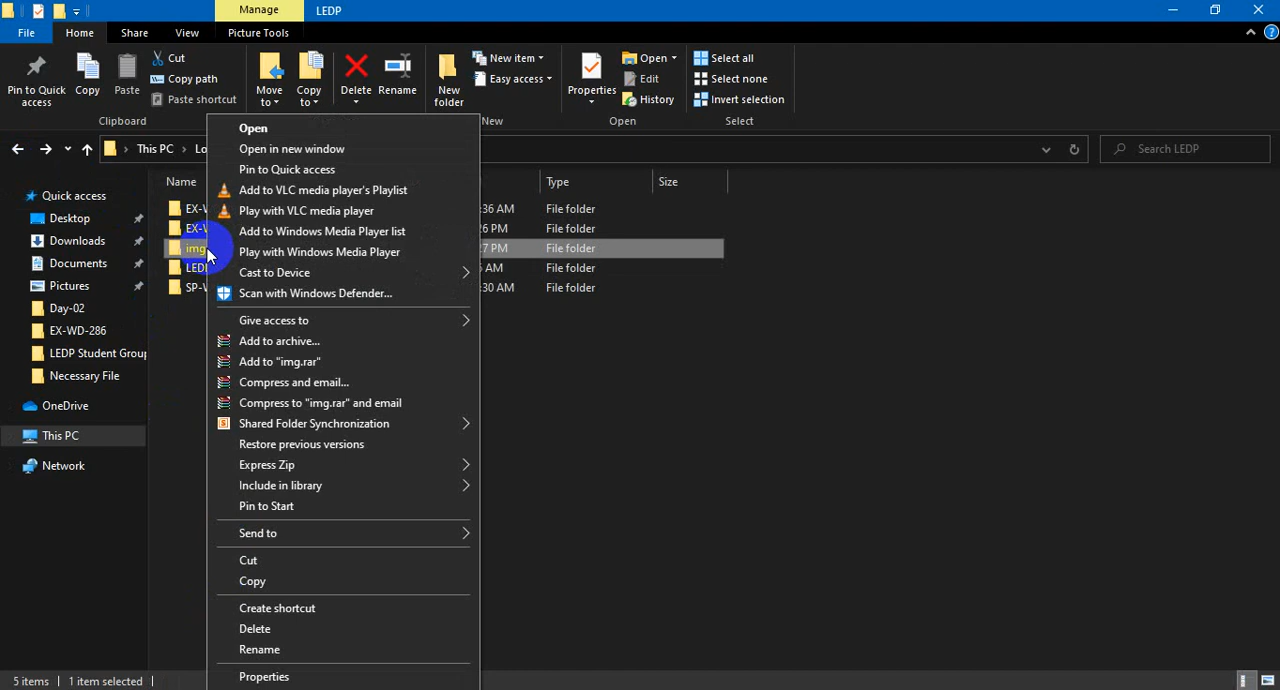 Manage
LEDP
File
Home
Share
View
Picture Tools
Pin to Quick access
Copy
Paste
Cut
Copy path
Paste shortcut
Clipboard
Move to
Copy to
Delete
Rename
New folder
New item
Easy access
New
Properties
Open
Edit
History
Open
Select all
Select none
Invert selection
Select
This PC
Search LEDP
Name
Type
Size
Quick access
Desktop
Downloads
Documents
Pictures
Day-02
EX-WD-286
LEDP Student Group
Necessary File
OneDrive
This PC
Network
File folder
File folder
img
File folder
File folder
File folder
Open
Open in new window
Pin to Quick access
Add to VLC media player's Playlist
Play with VLC media player
Add to Windows Media Player list
Play with Windows Media Player
Cast to Device
Scan with Windows Defender...
Give access to
Add to archive...
Add to "img.rar"
Compress and email...
Compress to "img.rar" and email
Shared Folder Synchronization
Restore previous versions
Express Zip
Include in library
Pin to Start
Send to
Cut
Copy
Create shortcut
Delete
Rename
Properties
5 items
1 item selected